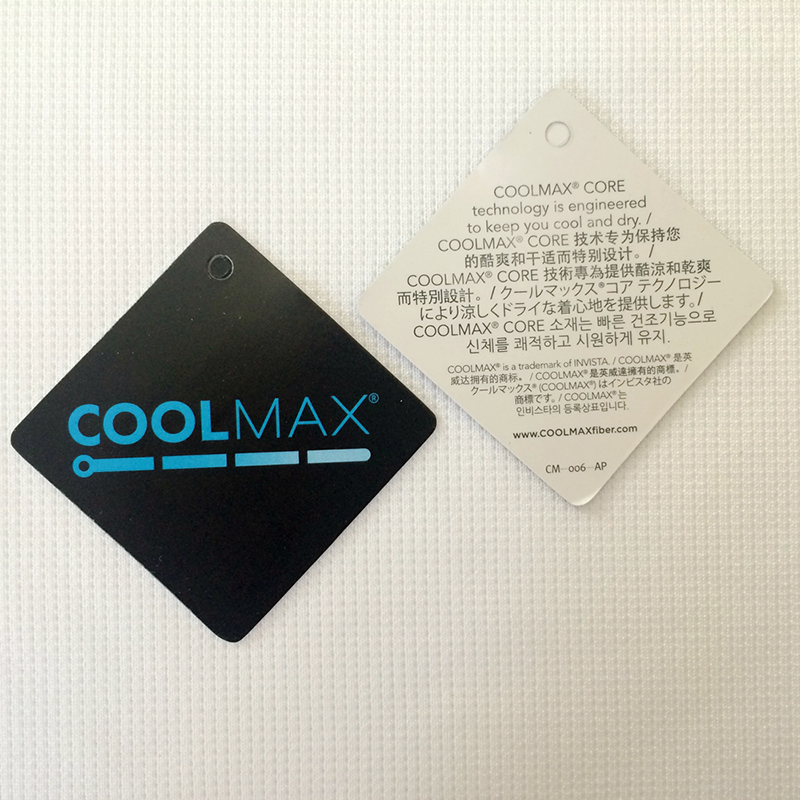 COOLMAX®
COOLMAX® CORE
technology is engineered
to keep you cool and dry. /
COOLMAX® CORE 技术专为保持您
的酷爽和干适而特别设计。/
COOLMAX® CORE 技術專為提供酷涼和乾爽
而特別設計。/ クールマックス®コア テクノロジー
により涼しくドライな着心地を提供します。/
COOLMAX® CORE 소재는 빠른 건조기능으로
신체를 쾌적하고 시원하게 유지.
COOLMAX® is a trademark of INVISTA. / COOLMAX® 是英
威达拥有的商标。/ COOLMAX® 是英威達擁有的商標。/
クールマックス® (COOLMAX®) はインビスタ社の
商標です。/ COOLMAX® 는
인비스타의 등록상표입니다.
www.COOLMAXfiber.com
CM-006-AP